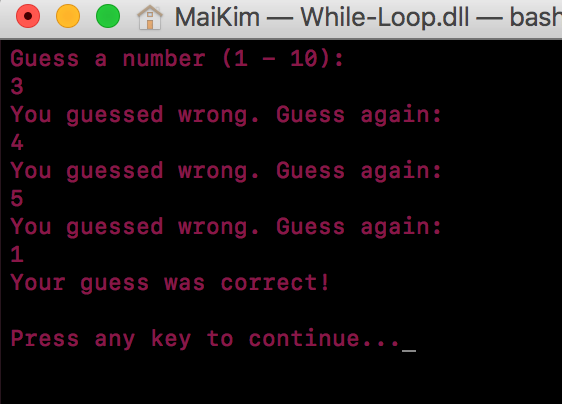 MaiKim — While-Loop.dll — bash
Guess a number (1 - 10):
3
You guessed wrong. Guess again:
4
You guessed wrong. Guess again:
5
You guessed wrong. Guess again:
1
Your guess was correct!
Press any key to continue..._